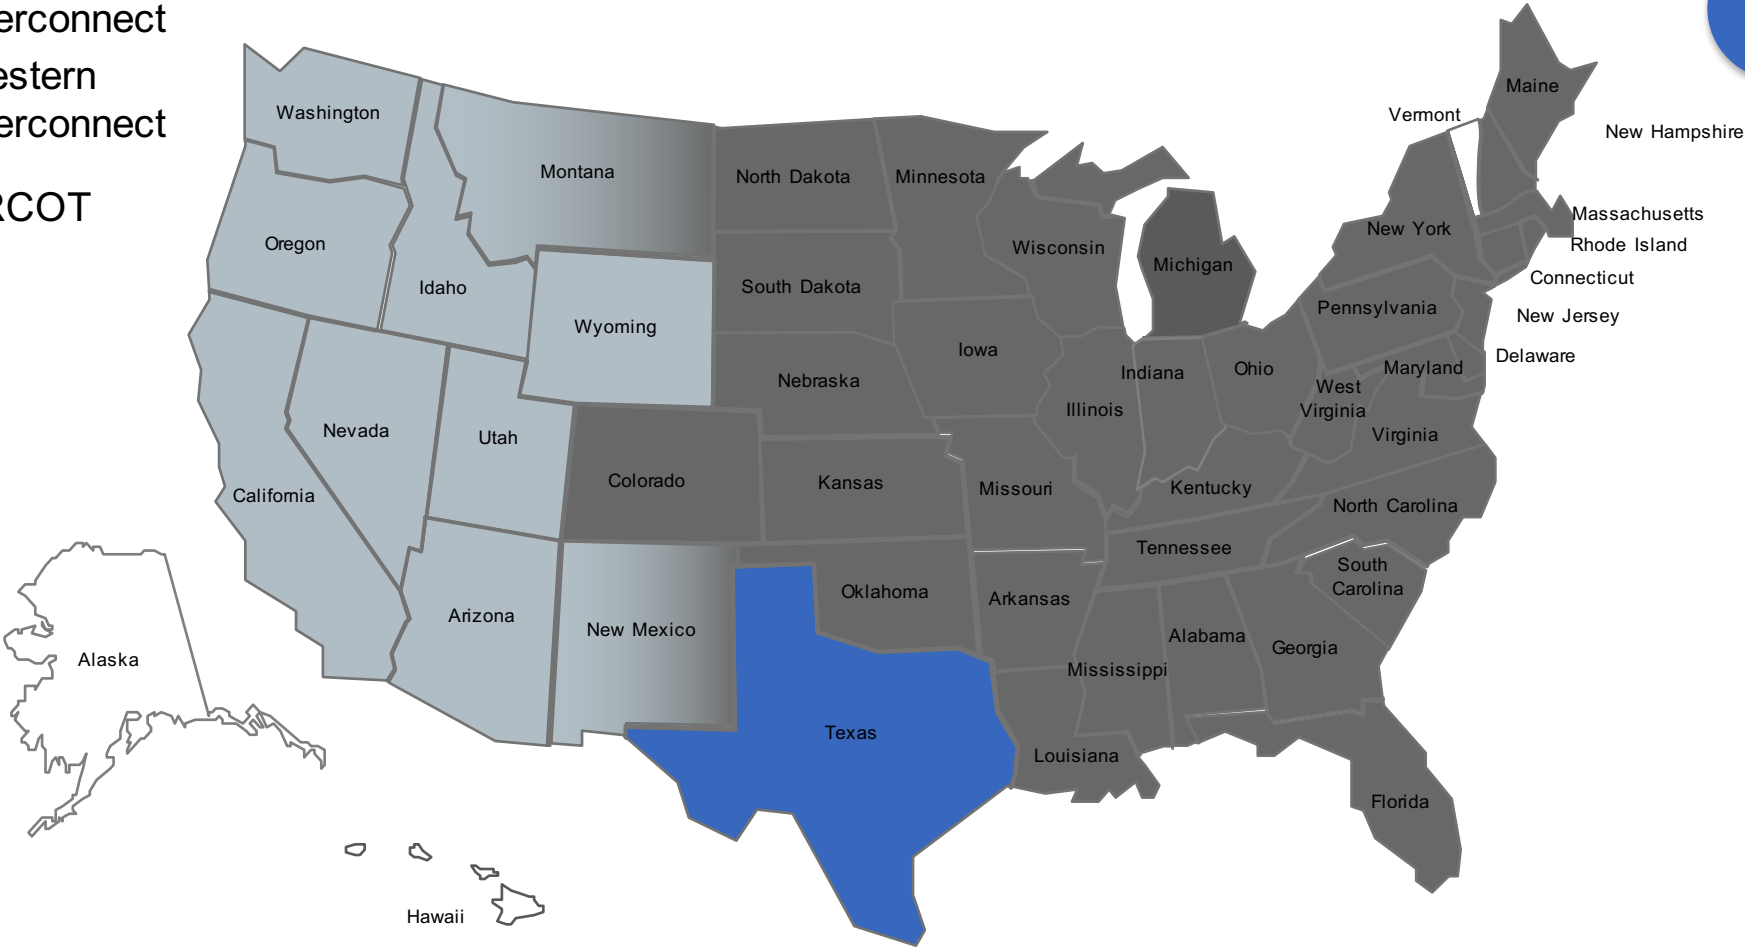 erconnect
estern
erconnect
RCOT
Washington
Montana
North Dakota
Minnesota
Maine
Vermont
New Hampshire
Oregon
Idaho
Wyoming
South Dakota
Wisconsin
Michigan
New York
Massachusetts
Rhode Island
Connecticut
Pennsylvania
New Jersey
Delaware
Maryland
Iowa
Nebraska
Illinois
Indiana
Ohio
West
Virginia
Virginia
Nevada
Utah
California
Colorado
Kansas
Missouri
Kentucky
North Carolina
Tennessee
South
Carolina
Arizona
New Mexico
Oklahoma
Arkansas
Mississippi
Alabama
Georgia
Alaska
Texas
Louisiana
Florida
Hawaii